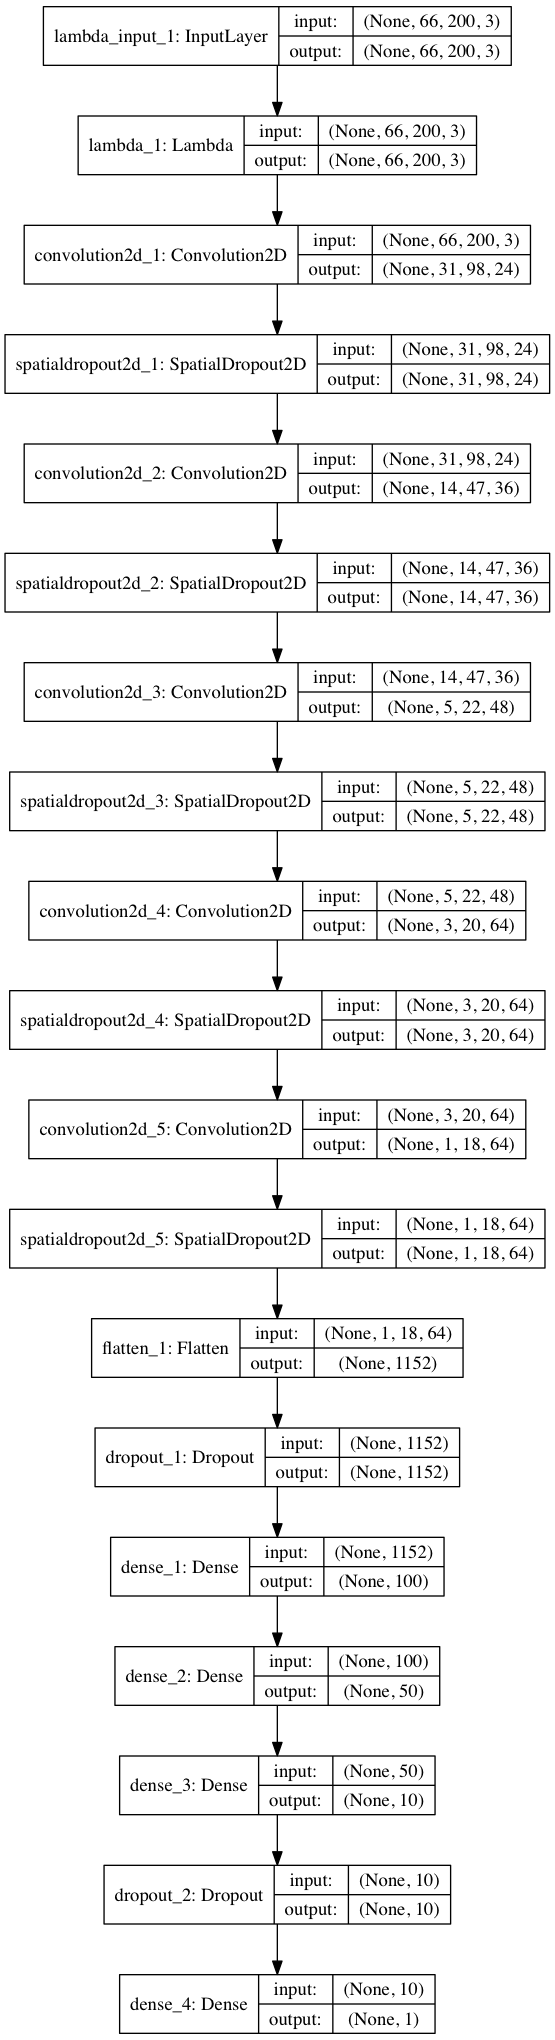 lambda_input_1: InputLayer
input: (None, 66, 200, 3)
output: (None, 66, 200, 3)
lambda_1: Lambda
input: (None, 66, 200, 3)
output: (None, 66, 200, 3)
convolution2d_1: Convolution2D
input: (None, 66, 200, 3)
output: (None, 31, 98, 24)
spatialdropout2d_1: SpatialDropout2D
input: (None, 31, 98, 24)
output: (None, 31, 98, 24)
convolution2d_2: Convolution2D
input: (None, 31, 98, 24)
output: (None, 14, 47, 36)
spatialdropout2d_2: SpatialDropout2D
input: (None, 14, 47, 36)
output: (None, 14, 47, 36)
convolution2d_3: Convolution2D
input: (None, 14, 47, 36)
output: (None, 5, 22, 48)
spatialdropout2d_3: SpatialDropout2D
input: (None, 5, 22, 48)
output: (None, 5, 22, 48)
convolution2d_4: Convolution2D
input: (None, 5, 22, 48)
output: (None, 3, 20, 64)
spatialdropout2d_4: SpatialDropout2D
input: (None, 3, 20, 64)
output: (None, 3, 20, 64)
convolution2d_5: Convolution2D
input: (None, 3, 20, 64)
output: (None, 1, 18, 64)
spatialdropout2d_5: SpatialDropout2D
input: (None, 1, 18, 64)
output: (None, 1, 18, 64)
flatten_1: Flatten
input: (None, 1, 18, 64)
output: (None, 1152)
dropout_1: Dropout
input: (None, 1152)
output: (None, 1152)
dense_1: Dense
input: (None, 1152)
output: (None, 100)
dense_2: Dense
input: (None, 100)
output: (None, 50)
dense_3: Dense
input: (None, 50)
output: (None, 10)
dropout_2: Dropout
input: (None, 10)
output: (None, 10)
dense_4: Dense
input: (None, 10)
output: (None, 1)